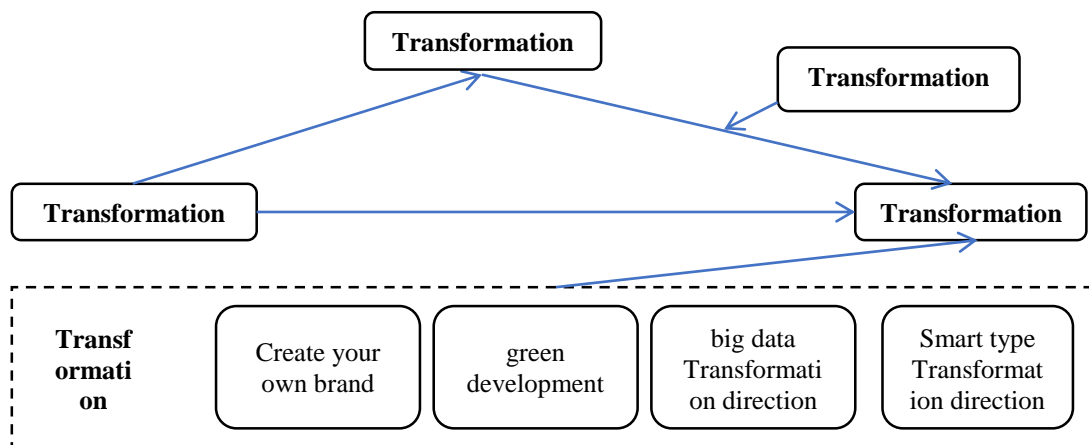 Transformation
Transformation
Transformation
Transformation
Transf
ormati
on
Create your
own brand
green
development
big data
Transformati
on direction
Smart type
Transformat
ion direction